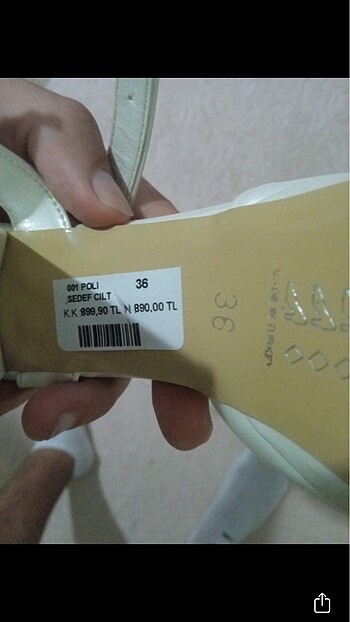 001 POLI 36
SEDEF CILT
K.K 899,90 TL N 890,00 TL
36